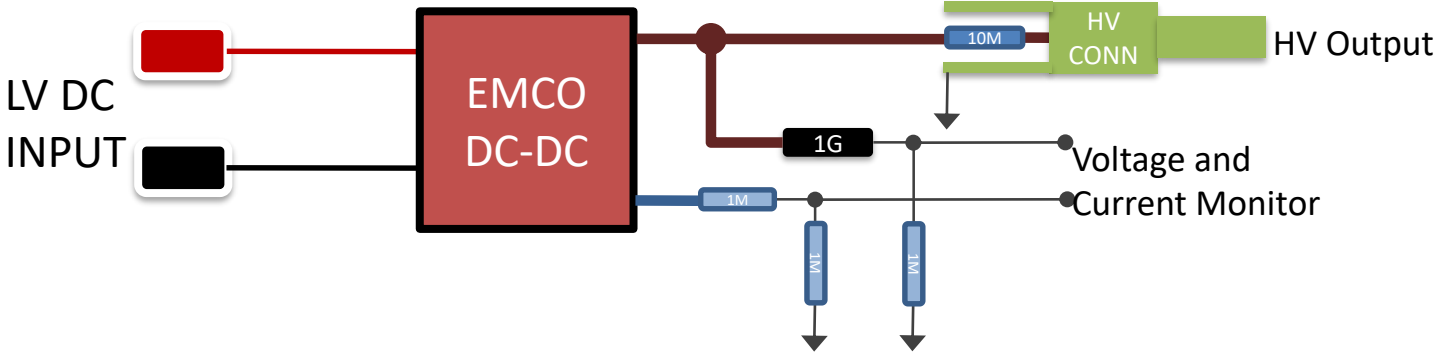 LV DC
INPUT
EMCO
DC-DC
10M
HV
CONN
HV Output
1G
1M
1M
1M
Voltage and
Current Monitor